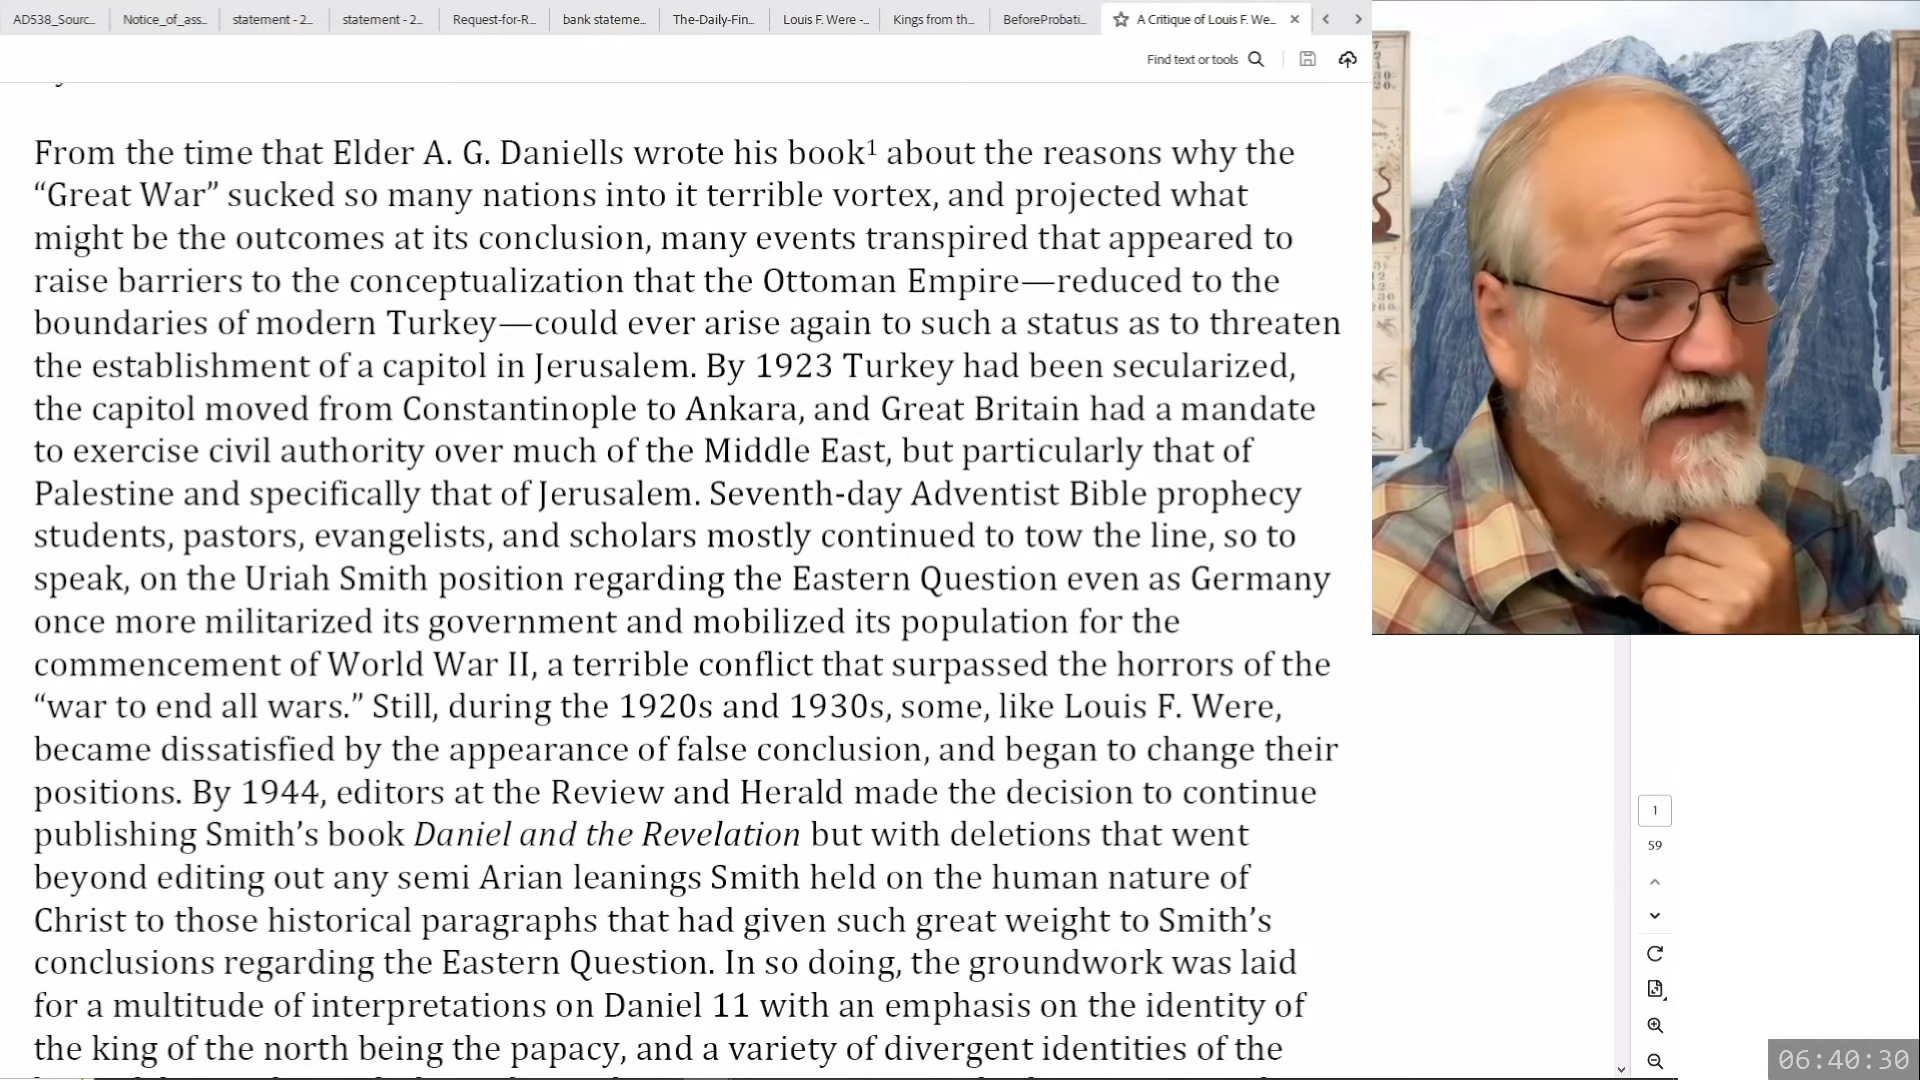 AD538_Sourc... Notice_of_ass... statement - 2... statement - 2... Request-for-R... bank stateme... The-Daily-Fin... Louis F. Were -... Kings from th... BeforeProbati... A Critique of Louis F. We...
Find text or tools
From the time that Elder A. G. Daniells wrote his book¹ about the reasons why the
“Great War” sucked so many nations into it terrible vortex, and projected what
might be the outcomes at its conclusion, many events transpired that appeared to
raise barriers to the conceptualization that the Ottoman Empire—reduced to the
boundaries of modern Turkey—could ever arise again to such a status as to threaten
the establishment of a capitol in Jerusalem. By 1923 Turkey had been secularized,
the capitol moved from Constantinople to Ankara, and Great Britain had a mandate
to exercise civil authority over much of the Middle East, but particularly that of
Palestine and specifically that of Jerusalem. Seventh-day Adventist Bible prophecy
students, pastors, evangelists, and scholars mostly continued to tow the line, so to
speak, on the Uriah Smith position regarding the Eastern Question even as Germany
once more militarized its government and mobilized its population for the
commencement of World War II, a terrible conflict that surpassed the horrors of the
“war to end all wars.” Still, during the 1920s and 1930s, some, like Louis F. Were,
became dissatisfied by the appearance of false conclusion, and began to change their
positions. By 1944, editors at the Review and Herald made the decision to continue
publishing Smith’s book Daniel and the Revelation but with deletions that went
beyond editing out any semi Arian leanings Smith held on the human nature of
Christ to those historical paragraphs that had given such great weight to Smith’s
conclusions regarding the Eastern Question. In so doing, the groundwork was laid
for a multitude of interpretations on Daniel 11 with an emphasis on the identity of
the king of the north being the papacy, and a variety of divergent identities of the
1
59
06:40:30